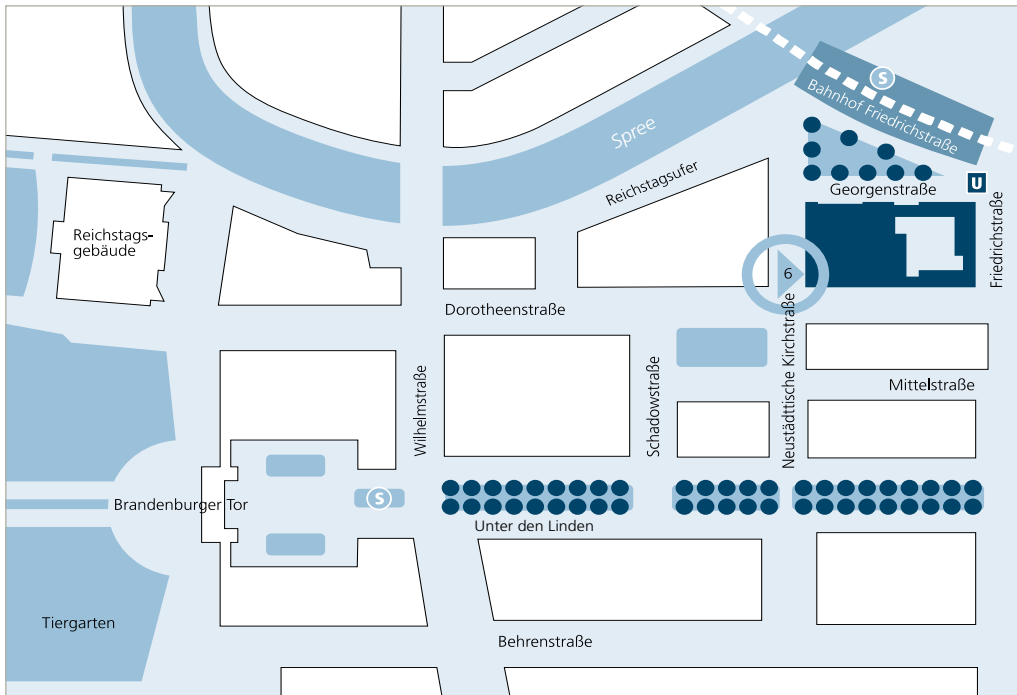 S
Bahnhof Friedrichstraße
Spree
Reichstagsufer
Georgenstraße
U
Friedrichstraße
Reichstags-
gebäude
6
Dorotheenstraße
Neustädttische Kirchstraße
Wilhelmstraße
Schadowstraße
Mittelstraße
S
Brandenburger Tor
Unter den Linden
Tiergarten
Behrenstraße